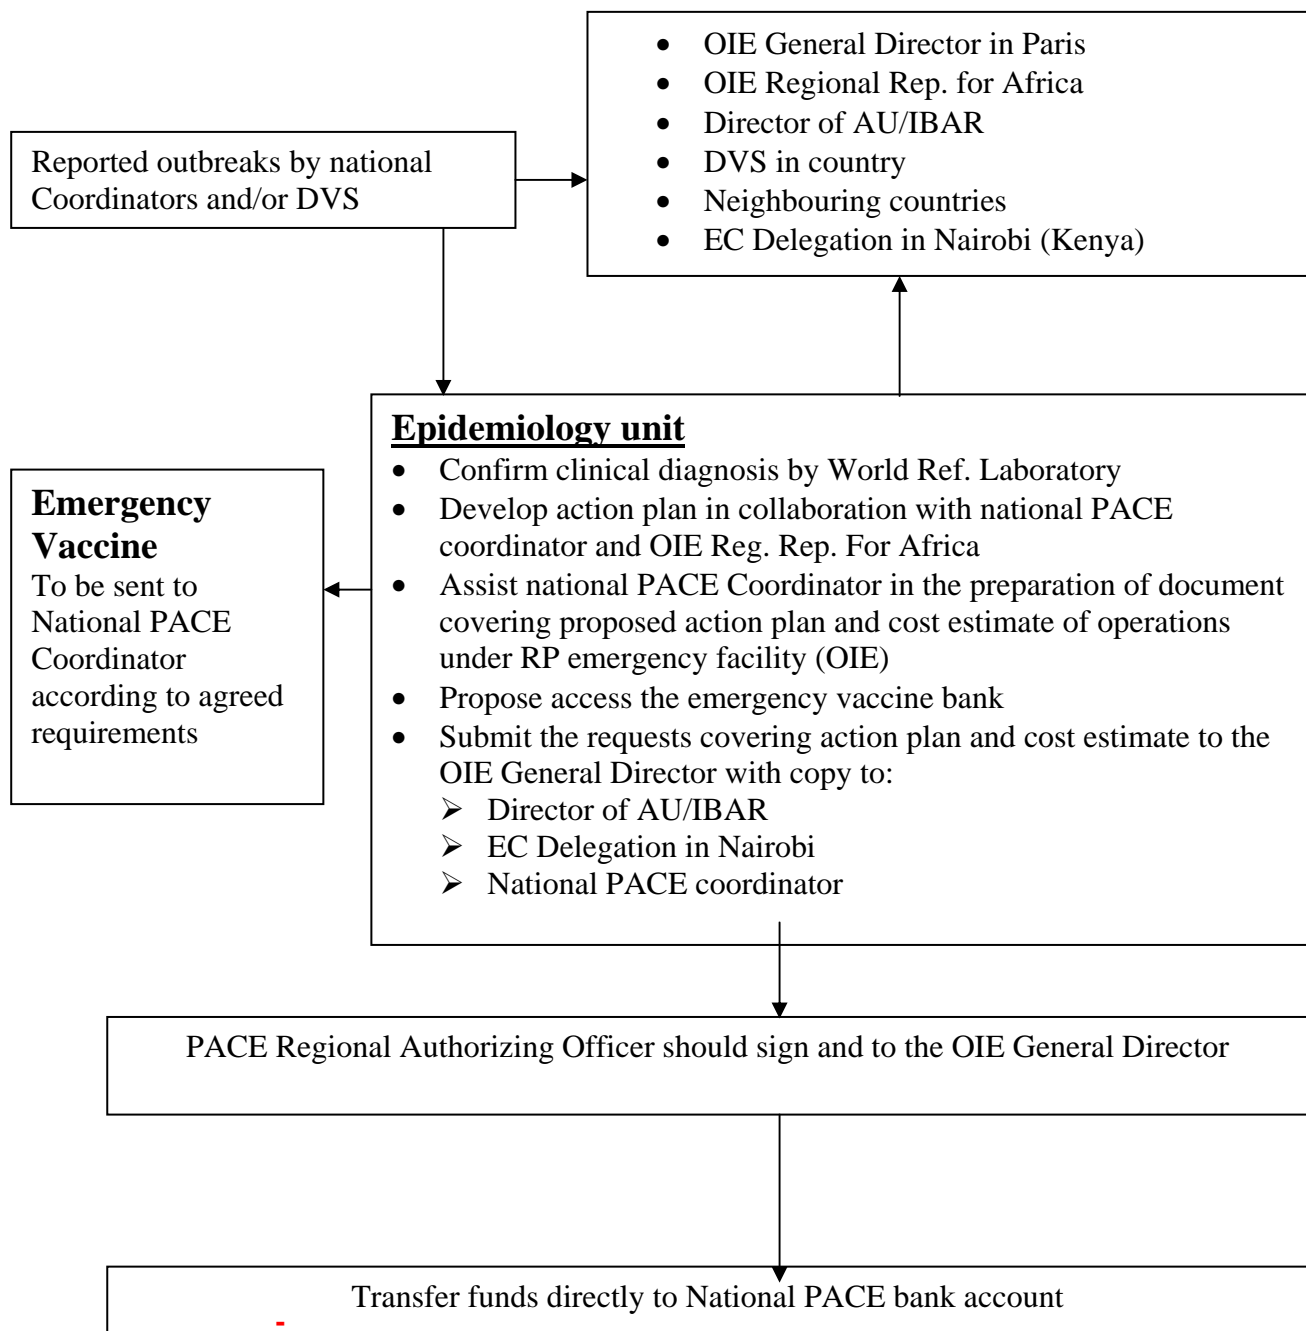 • OIE General Director in Paris
• OIE Regional Rep. for Africa
• Director of AU/IBAR
• DVS in country
• Neighbouring countries
• EC Delegation in Nairobi (Kenya)
Reported outbreaks by national
Coordinators and/or DVS
Epidemiology unit
• Confirm clinical diagnosis by World Ref. Laboratory
• Develop action plan in collaboration with national PACE
coordinator and OIE Reg. Rep. For Africa
• Assist national PACE Coordinator in the preparation of document
covering proposed action plan and cost estimate of operations
under RP emergency facility (OIE)
• Propose access the emergency vaccine bank
• Submit the requests covering action plan and cost estimate to the
OIE General Director with copy to:
➢ Director of AU/IBAR
➢ EC Delegation in Nairobi
➢ National PACE coordinator
Emergency
Vaccine
To be sent to
National PACE
Coordinator
according to agreed
requirements
PACE Regional Authorizing Officer should sign and to the OIE General Director
Transfer funds directly to National PACE bank account
-